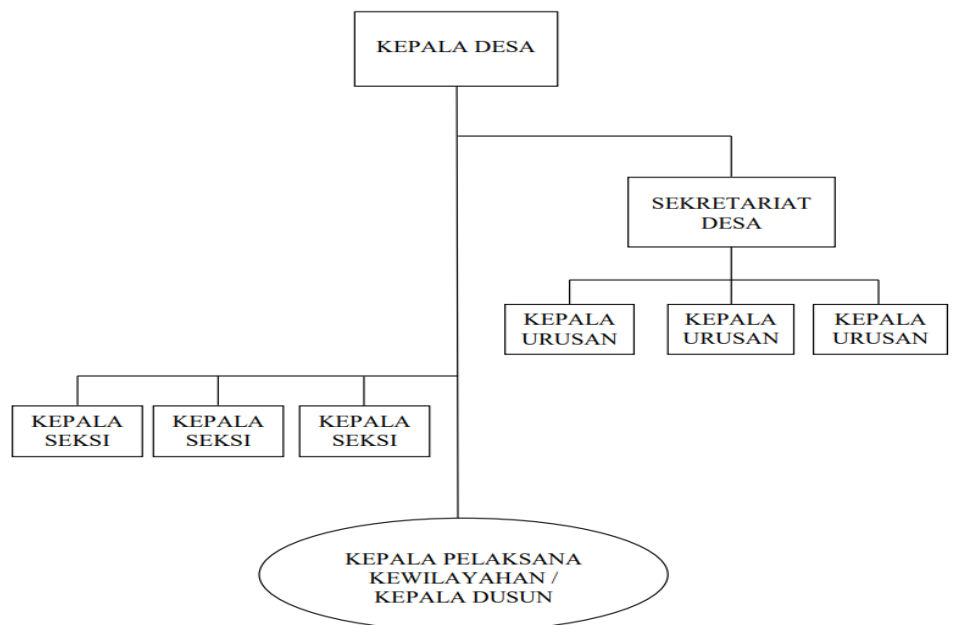 KEPALA DESA
SEKRETARIAT
DESA
KEPALA
URUSAN
KEPALA
URUSAN
KEPALA
URUSAN
KEPALA
SEKSI
KEPALA
SEKSI
KEPALA
SEKSI
KEPALA PELAKSANA
KEWILAYAHAN /
KEPALA DUSUN